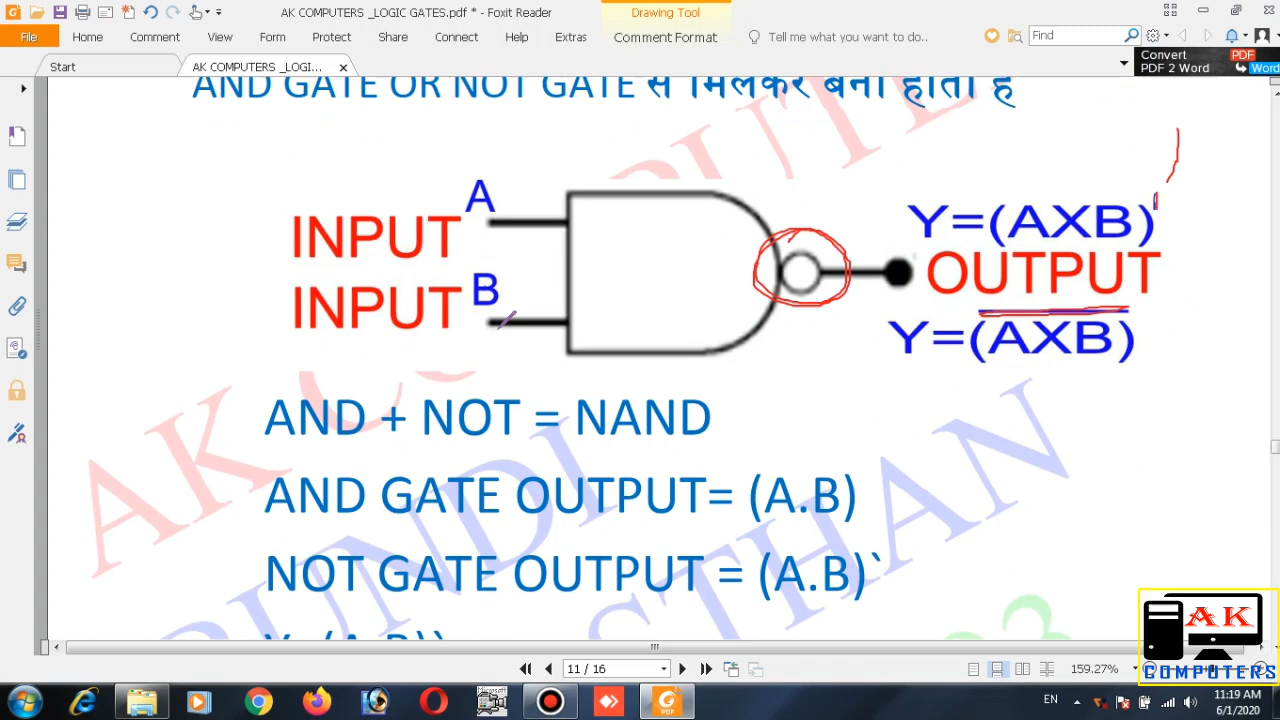 AK COMPUTERS _LOGIC GATES.pdf * - Foxit Reader
Drawing Tool
File Home Comment View Form Protect Share Connect Help Extras Comment Format Tell me what you want to do.. Find
Start AK COMPUTERS _LOGI... Convert PDF
PDF 2 Word Word
AND GATE OR NOT GATE से मिलकर बना होता है
A
INPUT
Y=(AXB)'
OUTPUT
B
INPUT
Y=(AXB)
AND + NOT = NAND
AND GATE OUTPUT= (A.B)
NOT GATE OUTPUT = (A.B)`
11 / 16
159.27%
AK
COMPUTERS
EN
11:19 AM
6/1/2020